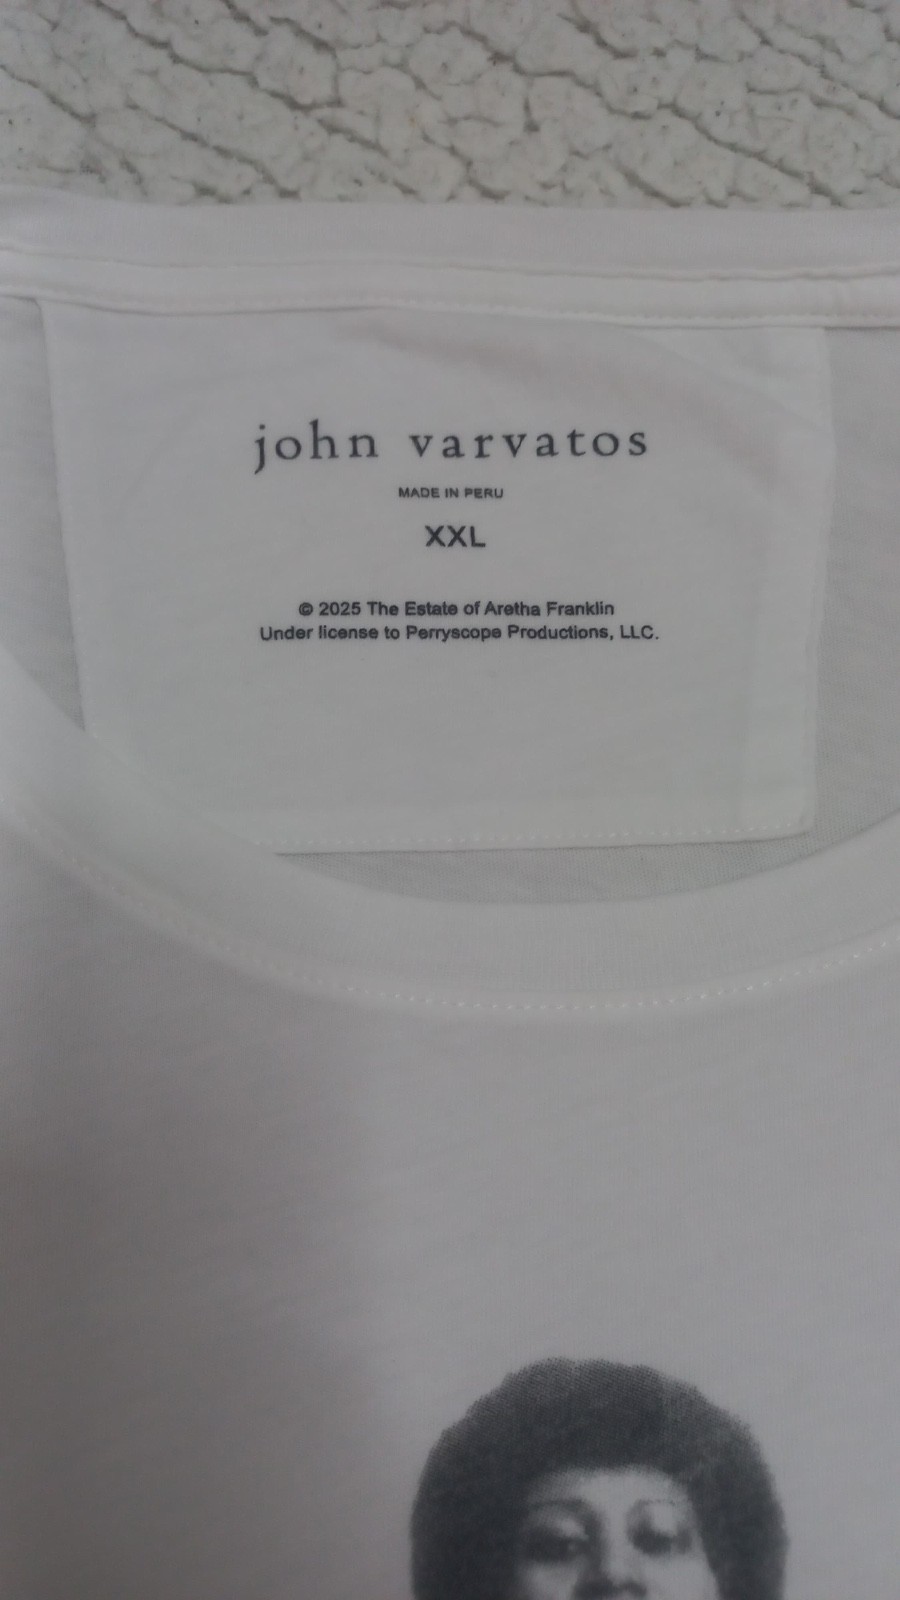 john varvatos
MADE IN PERU
XXL
© 2025 The Estate of Aretha Franklin
Under license to Perryscope Productions, LLC.